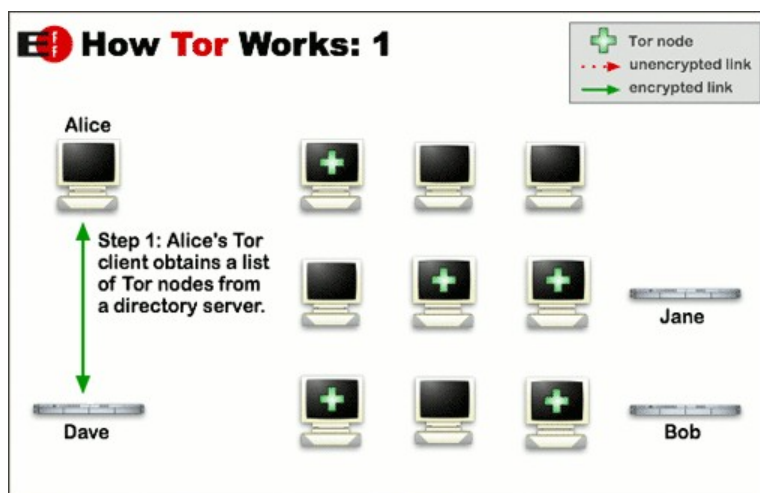 EFF How Tor Works: 1
Tor node
unencrypted link
encrypted link
Alice
Step 1: Alice's Tor
client obtains a list
of Tor nodes from
a directory server.
Jane
Dave
Bob